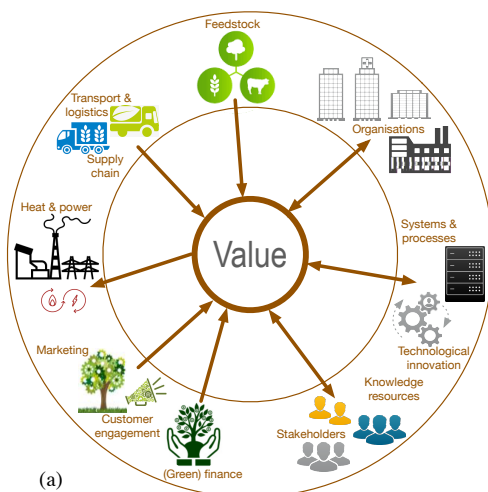 Feedstock
Transport &
logistics
Supply
chain
Organisations
Heat & power
Value
Systems &
processes
Technological
innovation
Marketing
Customer
engagement
Knowledge
resources
Stakeholders
(Green) finance
(a)